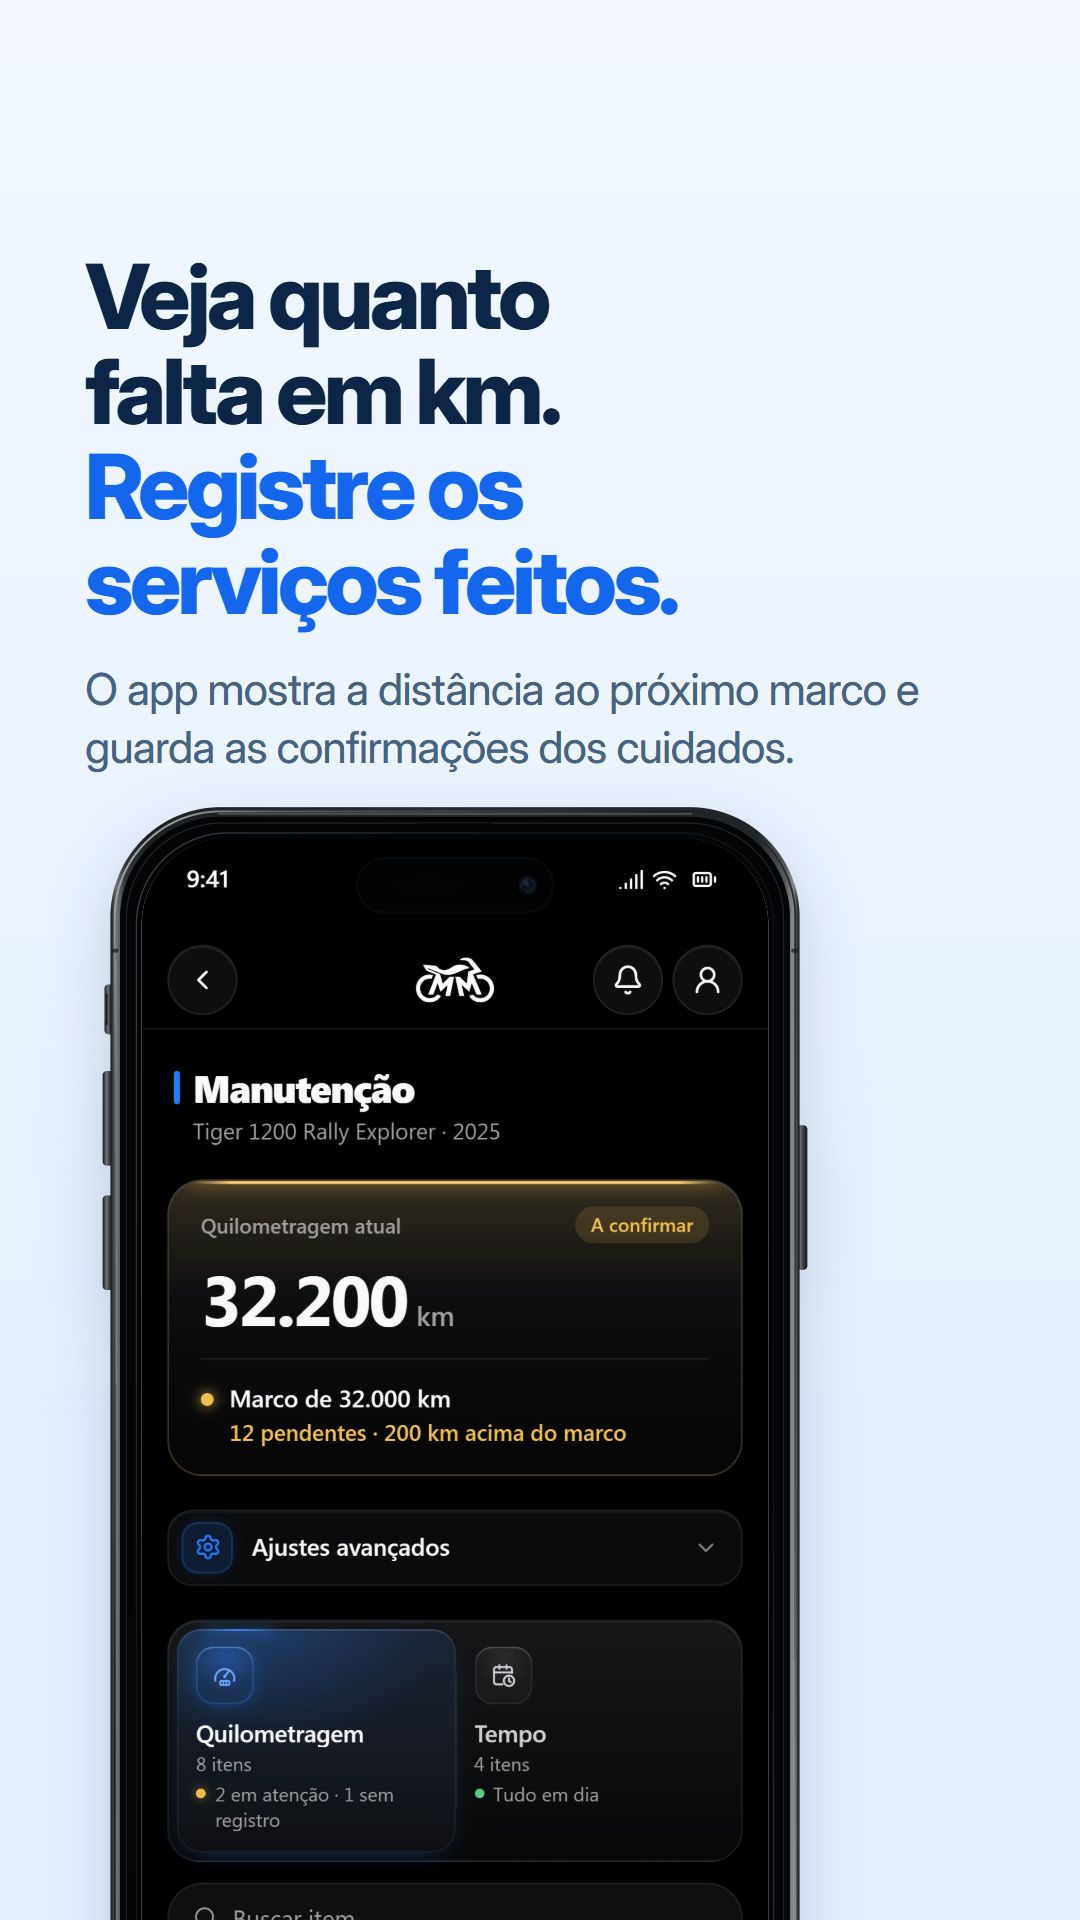 Veja quanto
falta em km.
Registre os
serviços feitos.
O app mostra a distância ao próximo marco e
guarda as confirmações dos cuidados.
9:41
MM
Manutenção
Tiger 1200 Rally Explorer · 2025
Quilometragem atual
A confirmar
32.200 km
Marco de 32.000 km
12 pendentes · 200 km acima do marco
Ajustes avançados
Quilometragem
8 itens
2 em atenção · 1 sem
registro
Tempo
4 itens
Tudo em dia
Buscar item